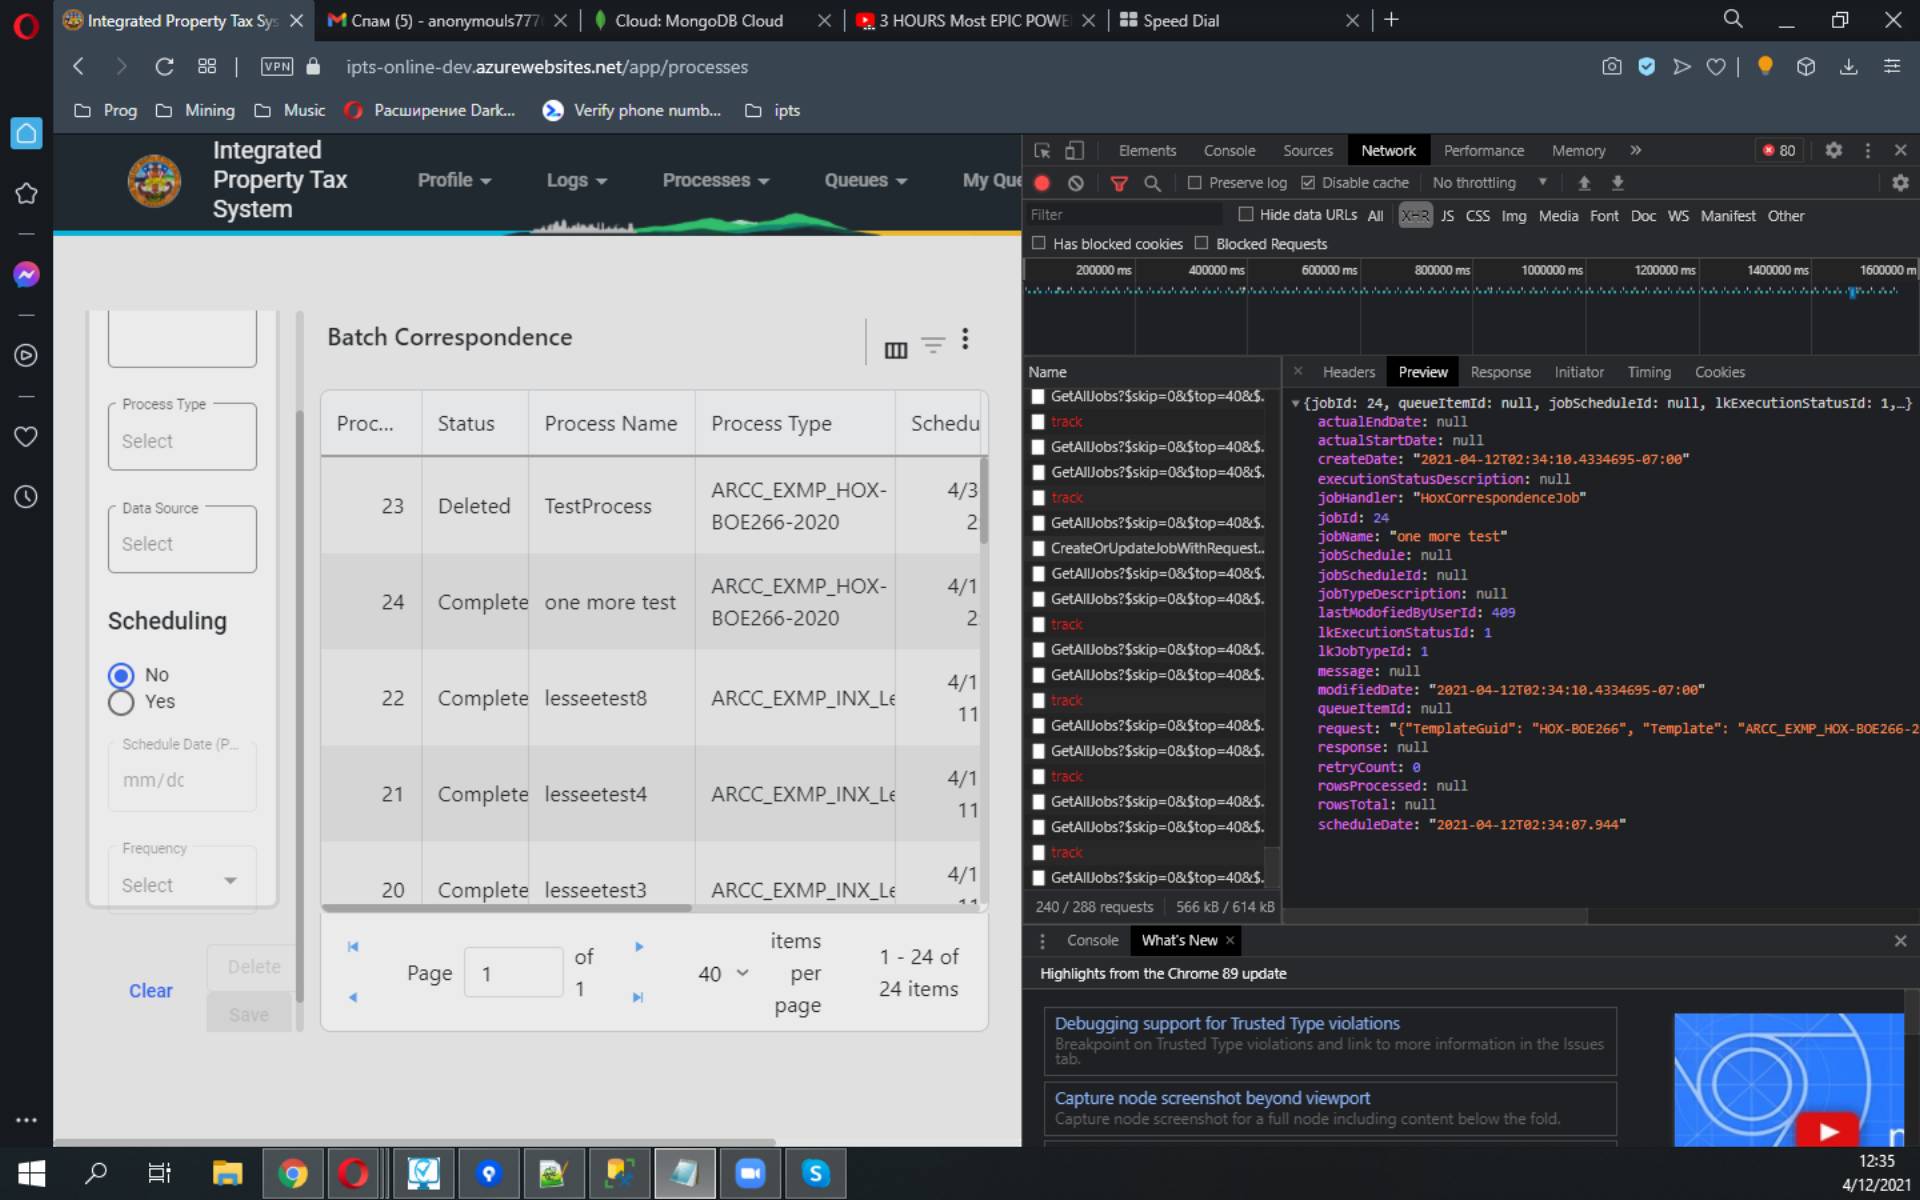 Integrated Property Tax Sys
Спам (5) - anonymouls777
Cloud: MongoDB Cloud
3 HOURS Most EPIC POWE
Speed Dial
VPN
ipts-online-dev.azurewebsites.net/app/processes
Prog
Mining
Music
Расширение Dark...
Verify phone numb...
ipts
Integrated
Property Tax
System
Profile
Logs
Processes
Queues
My Que
Process Type
Select
Data Source
Select
Scheduling
No
Yes
Schedule Date (P...
mm/dd
Frequency
Select
Clear
Delete
Save
Batch Correspondence
Proc... Status Process Name Process Type Schedu
23 Deleted TestProcess ARCC_EXMP_HOX- 4/3
BOE266-2020 2
24 Complete one more test ARCC_EXMP_HOX- 4/1
BOE266-2020 2
22 Complete lesseetest8 ARCC_EXMP_INX_Le 4/1
11
21 Complete lesseetest4 ARCC_EXMP_INX_Le 4/1
11
20 Complete lesseetest3 ARCC_EXMP_INX_Le 4/1
Page 1 of 1
40 items per page
1 - 24 of
24 items
Elements Console Sources Network Performance Memory 80
Preserve log Disable cache No throttling
Filter Hide data URLs All XHR JS CSS Img Media Font Doc WS Manifest Other
Has blocked cookies Blocked Requests
200000 ms 400000 ms 600000 ms 800000 ms 1000000 ms 1200000 ms 1400000 ms 1600000 m
Name
GetAllJobs?$skip=0&$top=40&$.
track
GetAllJobs?$skip=0&$top=40&$.
GetAllJobs?$skip=0&$top=40&$.
track
GetAllJobs?$skip=0&$top=40&$.
CreateOrUpdateJobWithRequest..
GetAllJobs?$skip=0&$top=40&$.
GetAllJobs?$skip=0&$top=40&$.
track
GetAllJobs?$skip=0&$top=40&$.
GetAllJobs?$skip=0&$top=40&$.
track
GetAllJobs?$skip=0&$top=40&$.
GetAllJobs?$skip=0&$top=40&$.
track
GetAllJobs?$skip=0&$top=40&$.
GetAllJobs?$skip=0&$top=40&$.
track
GetAllJobs?$skip=0&$top=40&$.
240 / 288 requests 566 kB / 614 kB
Headers Preview Response Initiator Timing Cookies
{jobId: 24, queueItemId: null, jobScheduleId: null, lkExecutionStatusId: 1,…}
actualEndDate: null
actualStartDate: null
createDate: "2021-04-12T02:34:10.4334695-07:00"
executionStatusDescription: null
jobHandler: "HoxCorrespondenceJob"
jobId: 24
jobName: "one more test"
jobSchedule: null
jobScheduleId: null
jobTypeDescription: null
lastModofiedByUserId: 409
lkExecutionStatusId: 1
lkJobTypeId: 1
message: null
modifiedDate: "2021-04-12T02:34:10.4334695-07:00"
queueItemId: null
request: "{"TemplateGuid": "HOX-BOE266", "Template": "ARCC_EXMP_HOX-BOE266-2
response: null
retryCount: 0
rowsProcessed: null
rowsTotal: null
scheduleDate: "2021-04-12T02:34:07.944"
Console What's New
Highlights from the Chrome 89 update
Debugging support for Trusted Type violations
Breakpoint on Trusted Type violations and link to more information in the Issues
tab.
Capture node screenshot beyond viewport
Capture node screenshot for a full node including content below the fold.
12:35
4/12/2021